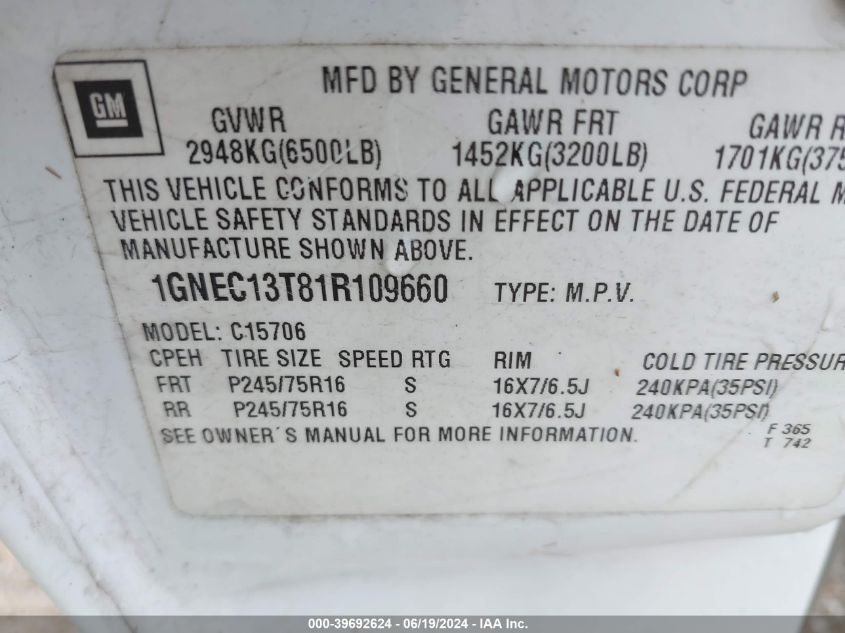 GM
MFD BY GENERAL MOTORS CORP
GVWR GAWR FRT GAWR R
2948KG(6500LB) 1452KG(3200LB) 1701KG(375
THIS VEHICLE CONFORMS TO ALL APPLICABLE U.S. FEDERAL M
VEHICLE SAFETY STANDARDS IN EFFECT ON THE DATE OF
MANUFACTURE SHOWN ABOVE.
1GNEC13T81R109660 TYPE: M.P.V.
MODEL: C15706
CPEH TIRE SIZE SPEED RTG RIM COLD TIRE PRESSUR
FRT P245/75R16 S 16X7/6.5J 240KPA(35PSI)
RR P245/75R16 S 16X7/6.5J 240KPA(35PSI)
SEE OWNER'S MANUAL FOR MORE INFORMATION.
F 365
T 742
000-39692624 - 06/19/2024 - IAA Inc.